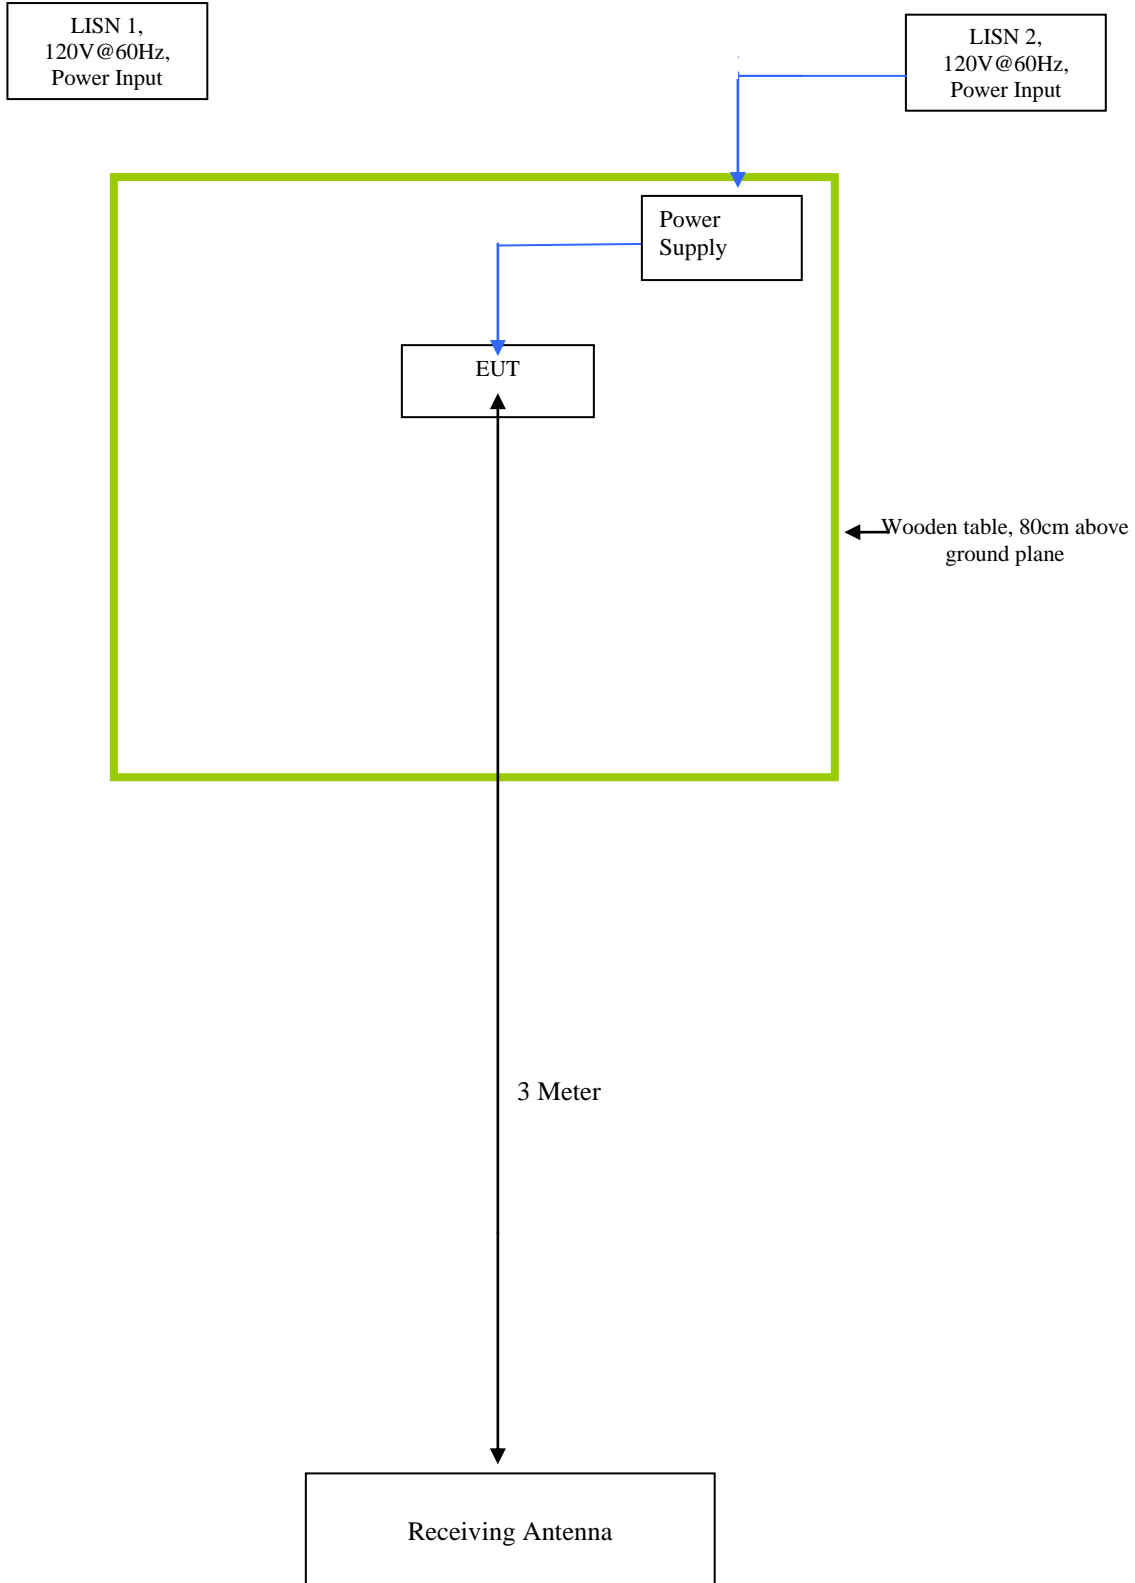 LISN 1,
120V@60Hz,
Power Input
LISN 2,
120V@60Hz,
Power Input
Power
Supply
EUT
Wooden table, 80cm above
ground plane
3 Meter
Receiving Antenna